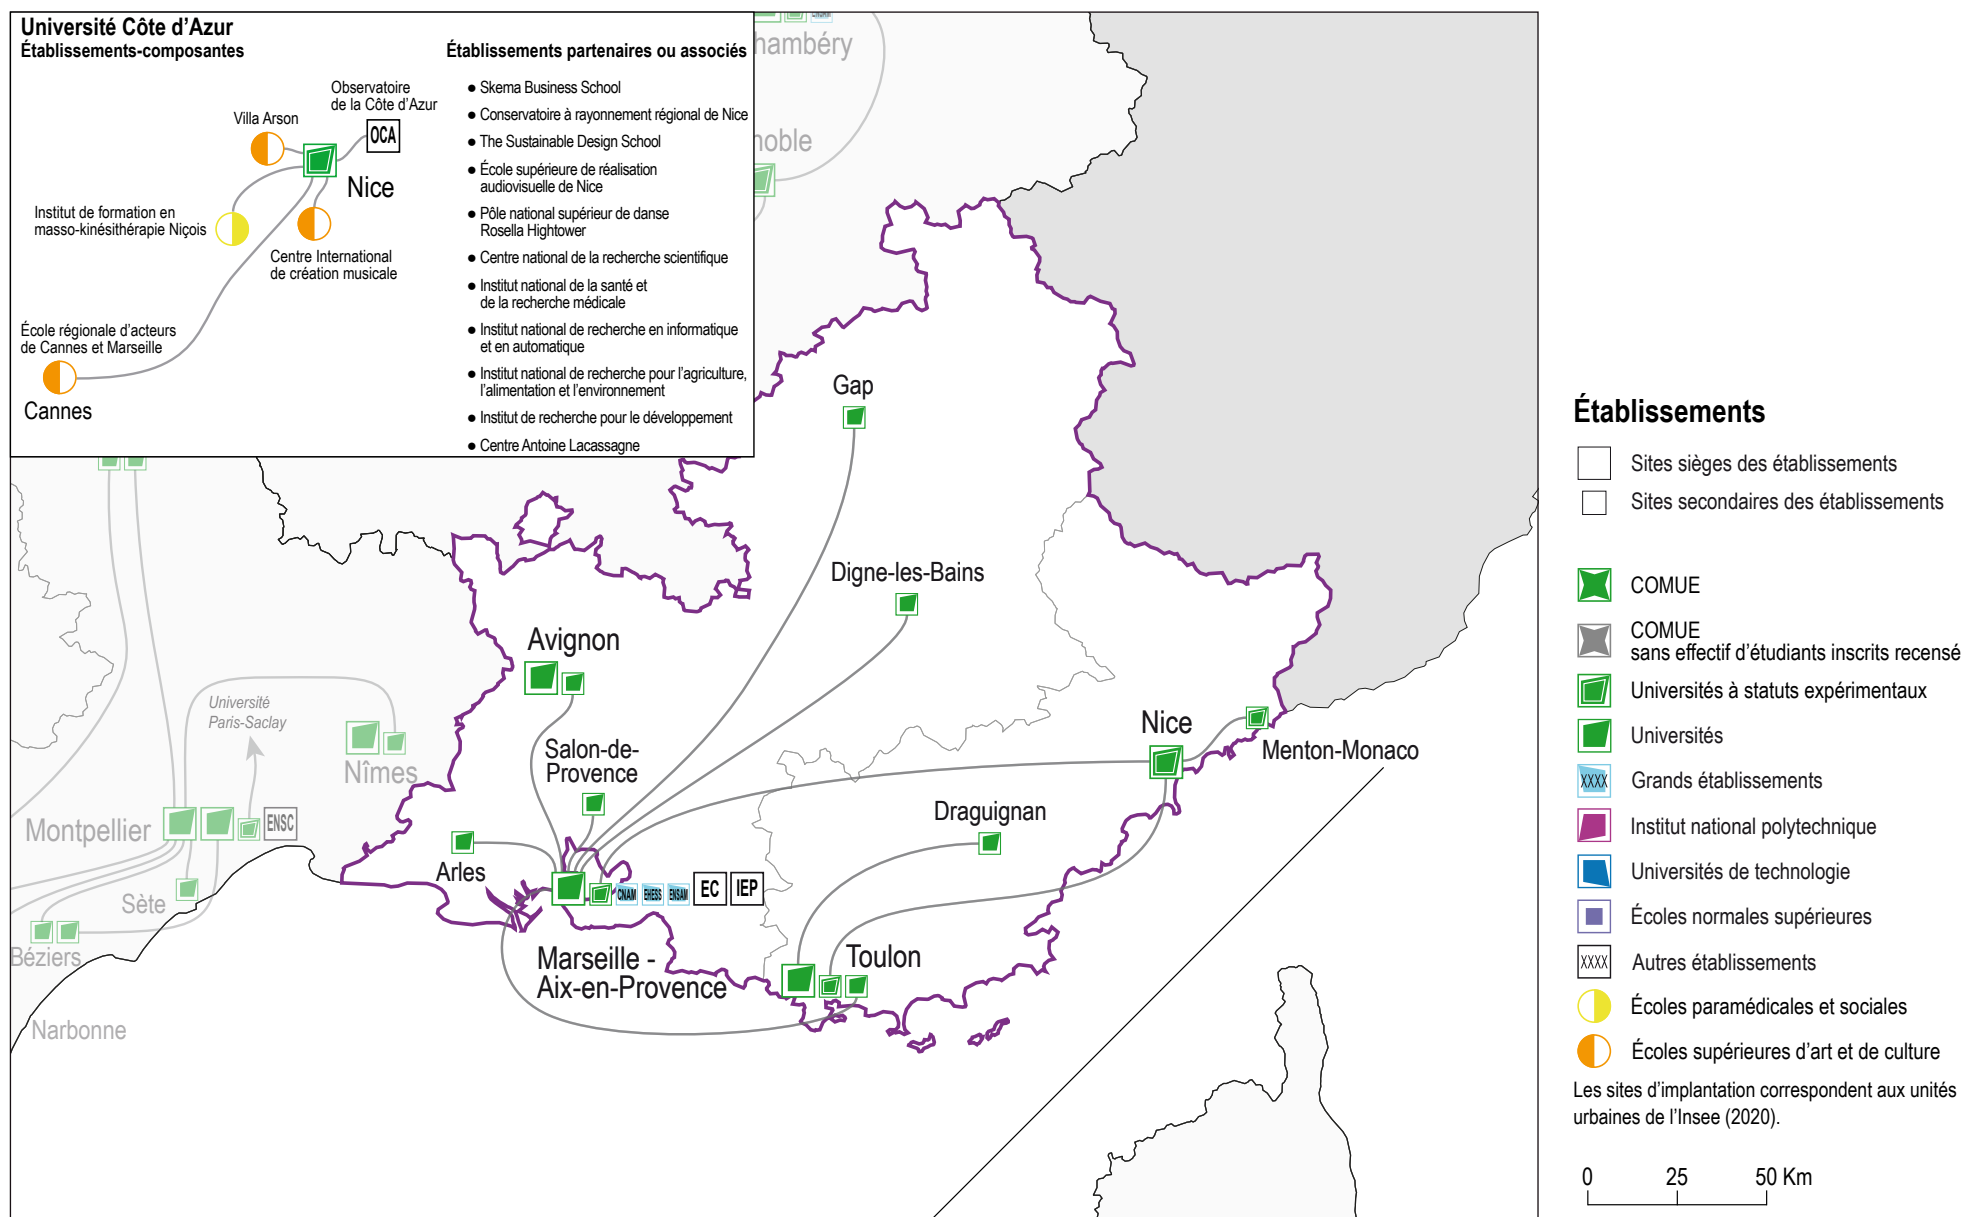 Université Côte d'Azur
Établissements-composantes
Observatoire
de la Côte d'Azur
OCA
Villa Arson
Nice
Institut de formation en
masso-kinésithérapie Niçois
Centre International
de création musicale
École régionale d'acteurs
de Cannes et Marseille
Cannes
Établissements partenaires ou associés
● Skema Business School
● Conservatoire à rayonnement régional de Nice
● The Sustainable Design School
● École supérieure de réalisation
audiovisuelle de Nice
● Pôle national supérieur de danse
Rosella Hightower
● Centre national de la recherche scientifique
● Institut national de la santé et
de la recherche médicale
● Institut national de recherche en informatique
et en automatique
● Institut national de recherche pour l'agriculture,
l'alimentation et l'environnement
● Institut de recherche pour le développement
● Centre Antoine Lacassagne
hambéry
noble
Gap
Digne-les-Bains
Avignon
Université
Paris-Saclay
Nîmes
Salon-de-
Provence
Nice
Menton-Monaco
Montpellier
ENSC
Draguignan
Arles
CNAM
EHESS
ENSAM
EC
IEP
Sète
Béziers
Marseille -
Aix-en-Provence
Toulon
Narbonne
Établissements
Sites sièges des établissements
Sites secondaires des établissements
COMUE
COMUE
sans effectif d'étudiants inscrits recensé
Universités à statuts expérimentaux
Universités
XXXX Grands établissements
Institut national polytechnique
Universités de technologie
Écoles normales supérieures
XXXX Autres établissements
Écoles paramédicales et sociales
Écoles supérieures d'art et de culture
Les sites d'implantation correspondent aux unités
urbaines de l'Insee (2020).
0 25 50 Km